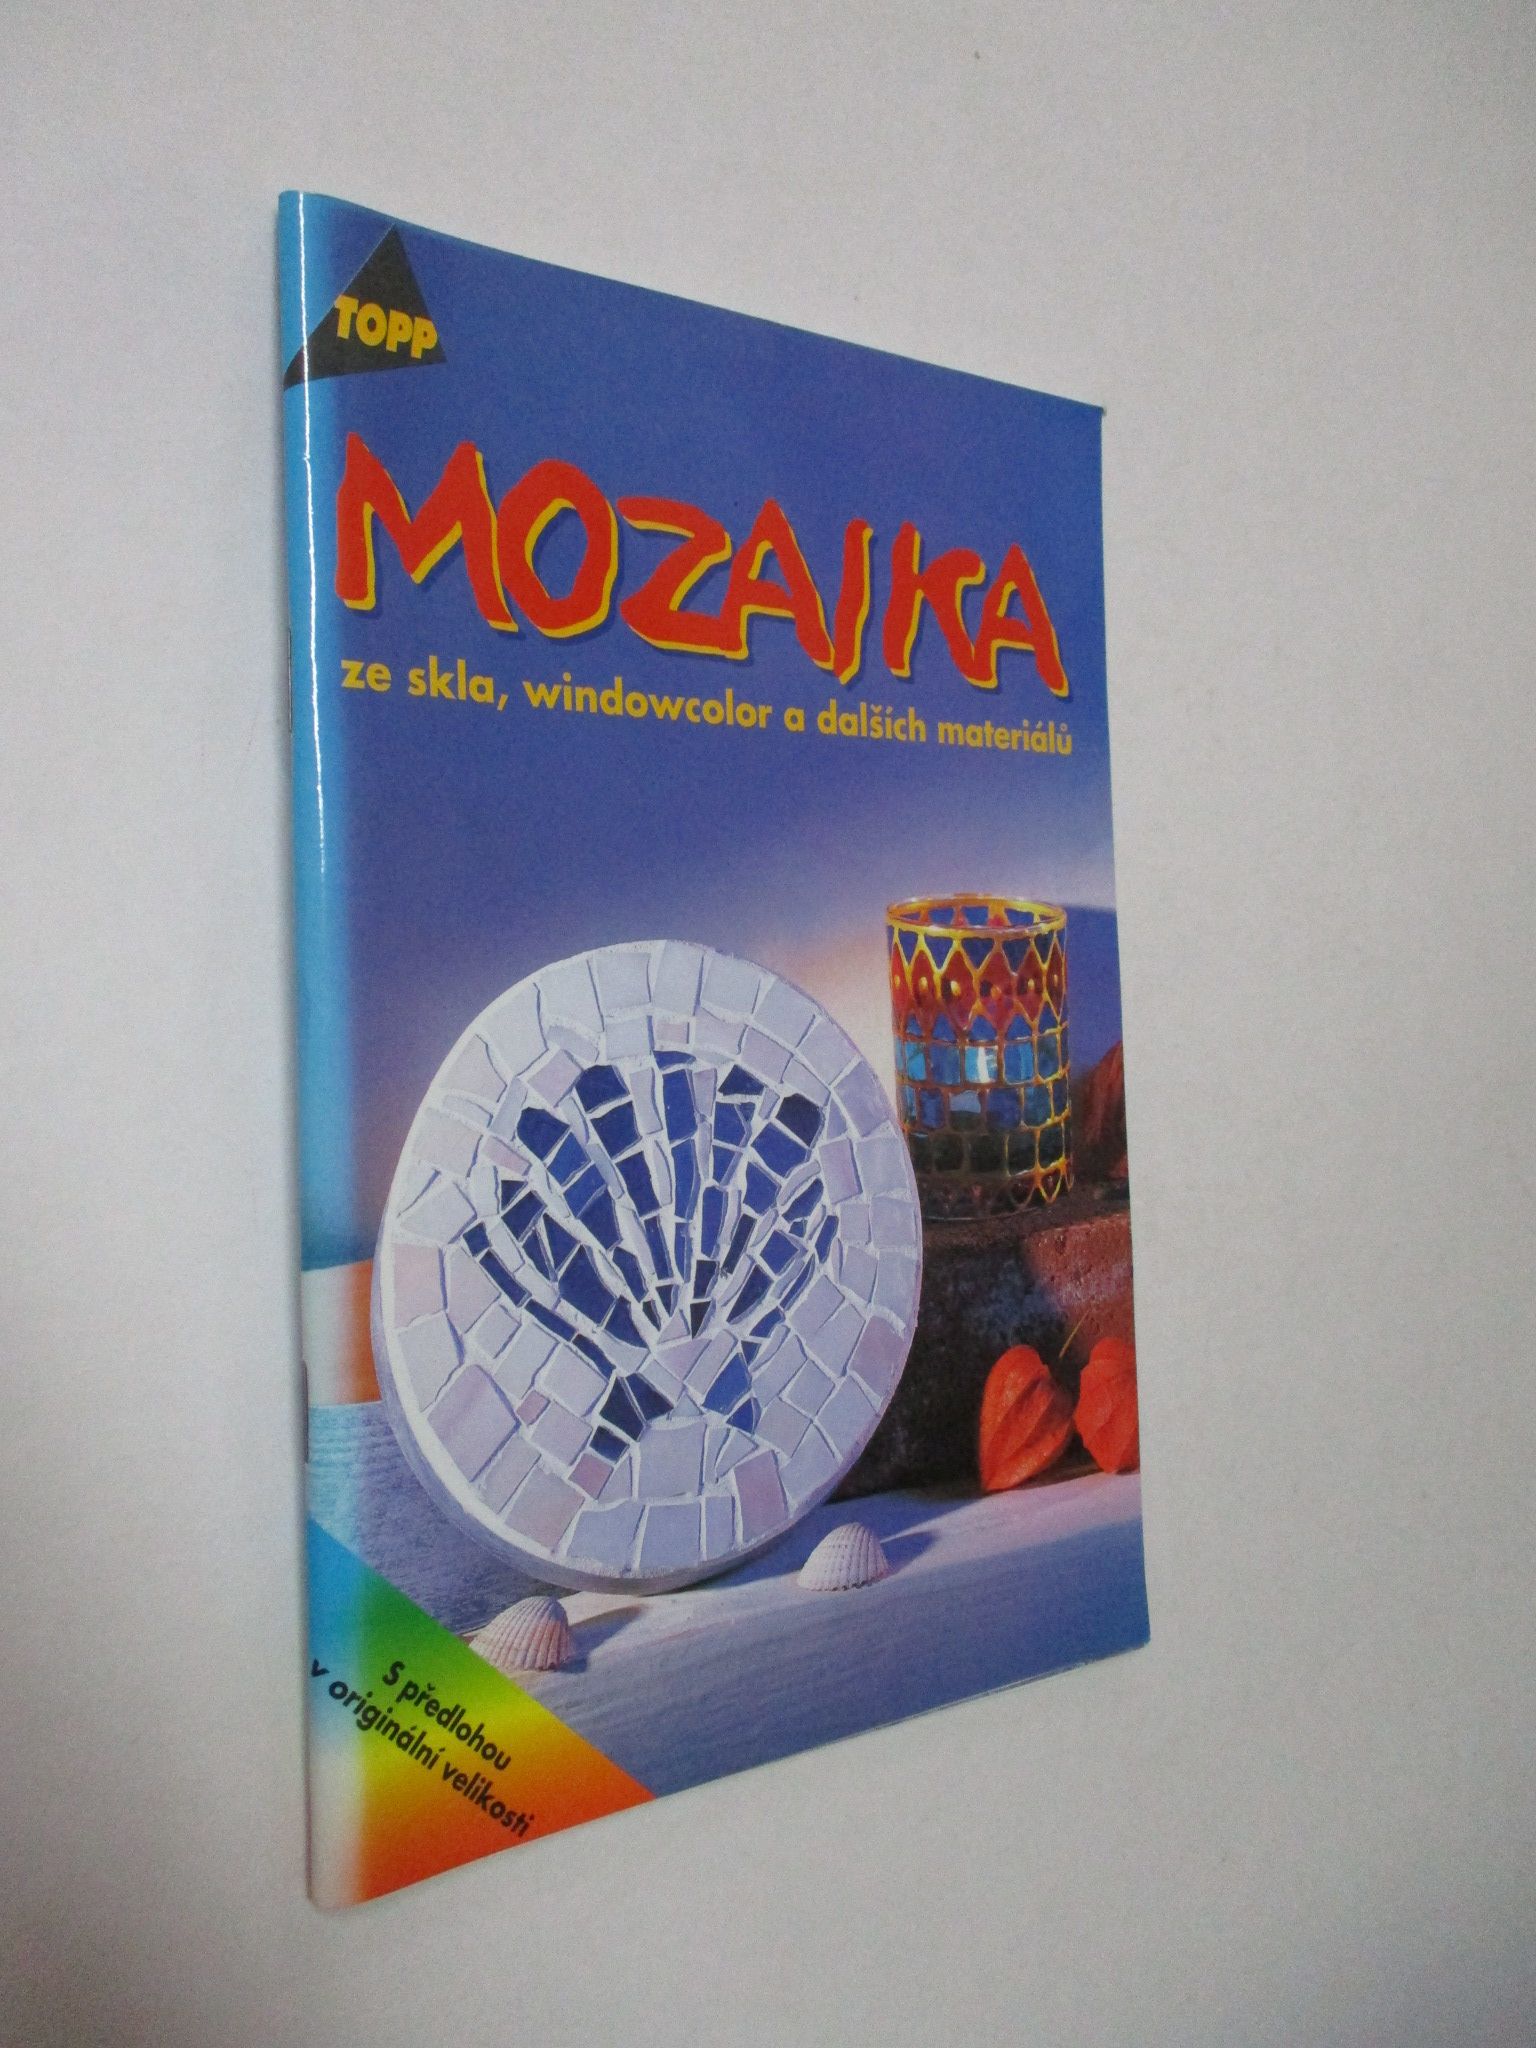 TOPP
MOZAIKA
ze skla, windowcolor a dalších materiálů
S předlohou
v originální velikosti